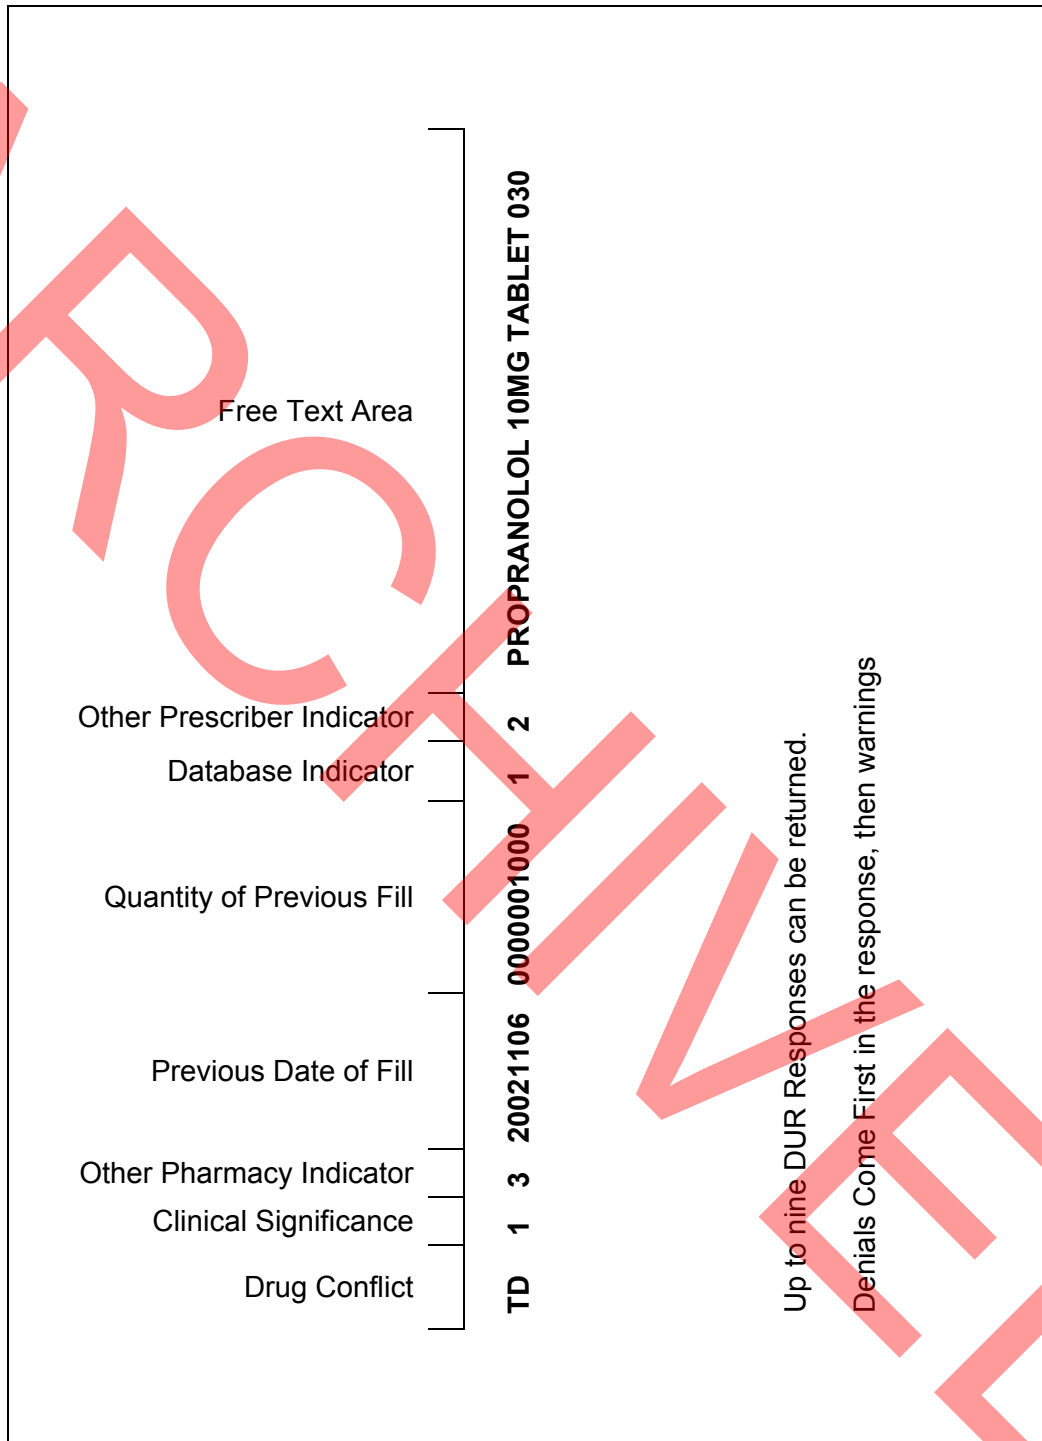 Free Text Area
Other Prescriber Indicator
Database Indicator
Quantity of Previous Fill
Previous Date of Fill
Other Pharmacy Indicator
Clinical Significance
Drug Conflict
TD 1 3 20021106 0000001000 1 2 PROPRANOLOL 10MG TABLET 030
Up to nine DUR Responses can be returned.
Denials Come First in the response, then warnings
ARCHIVED